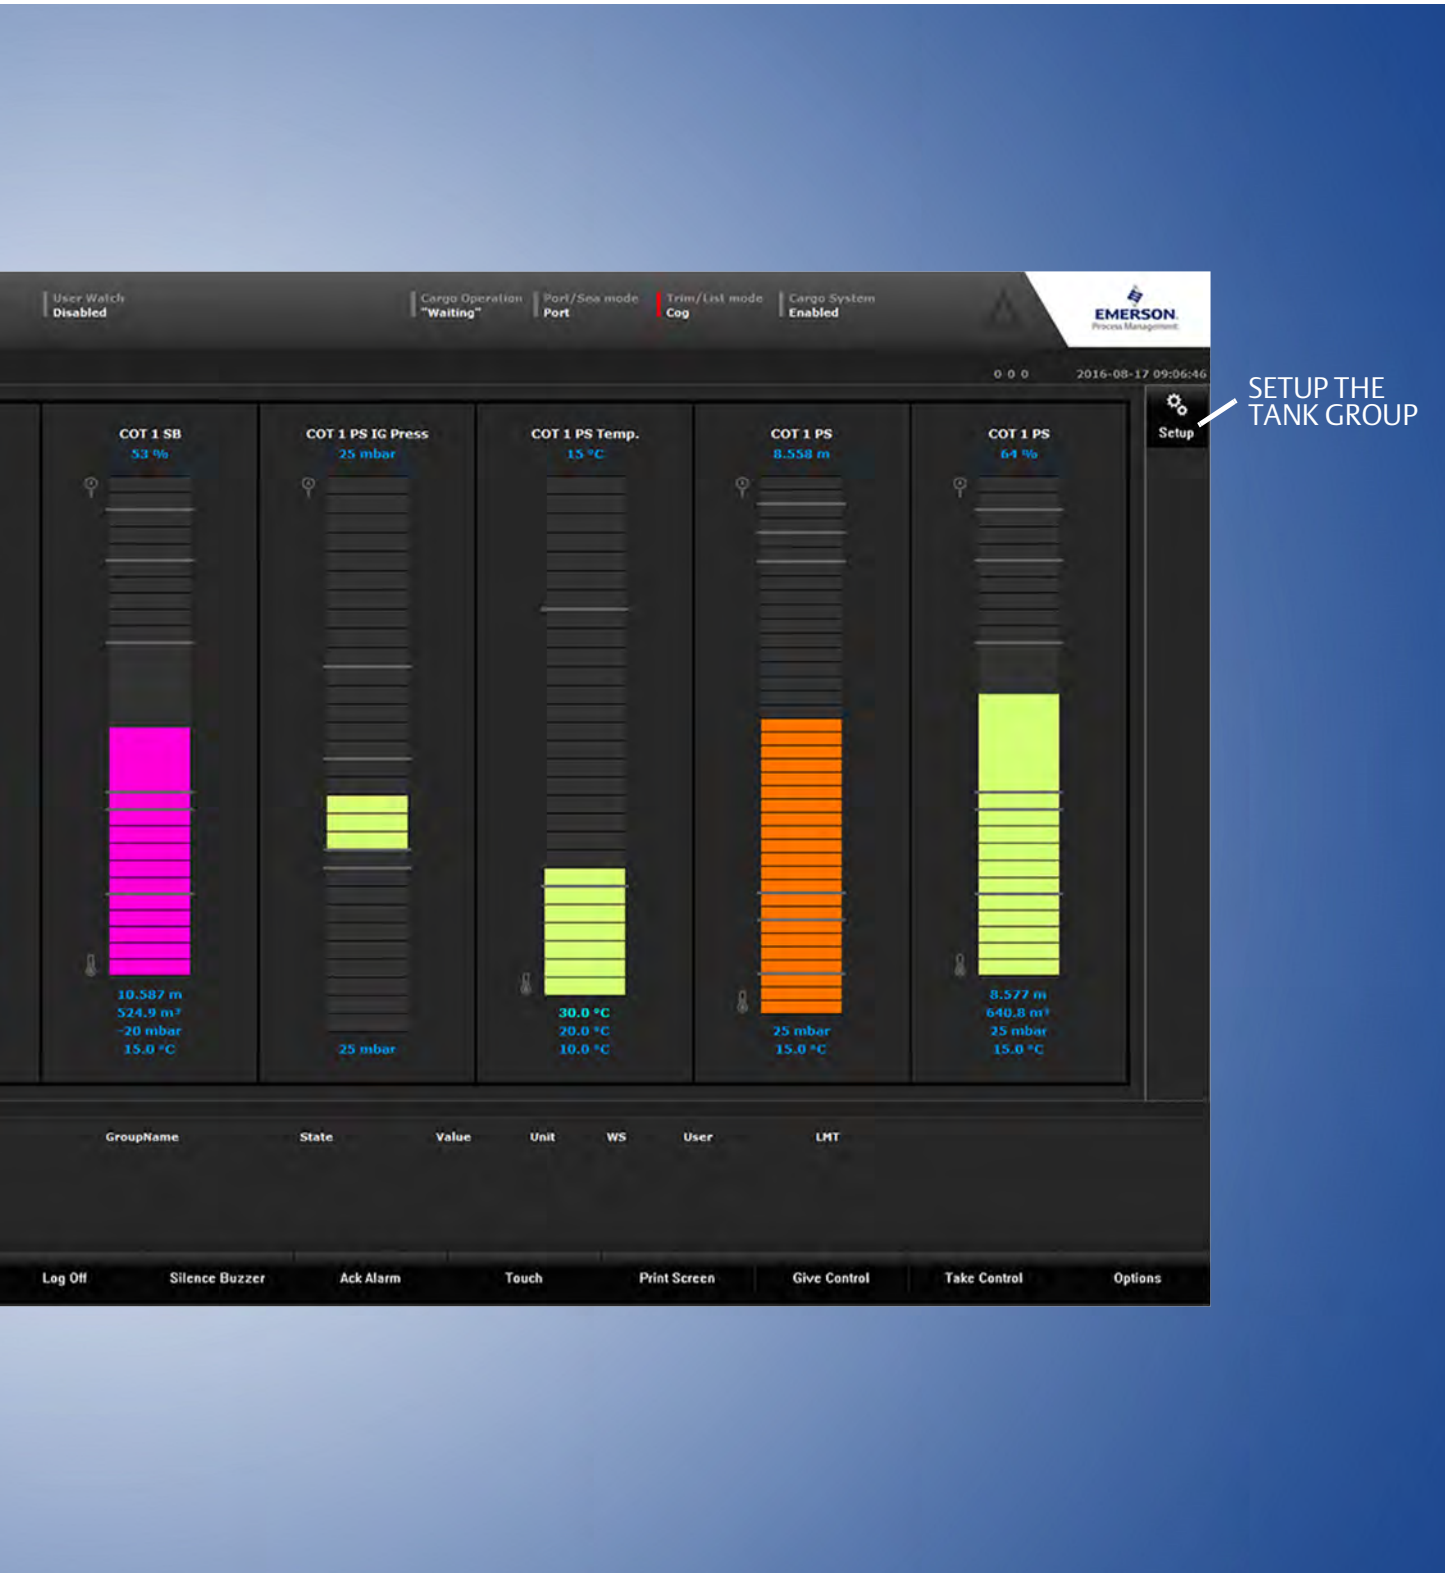 User Watch
Disabled
Cargo Operation
"Waiting"
Port/Sea mode
Port
Trim/List mode
Cog
Cargo System
Enabled
EMERSON.
Process Management
0 0 0
2016-08-17 09:06:46
Setup
SETUP THE
TANK GROUP
COT 1 SB
53 %
10.587 m
524.9 m³
-20 mbar
15.0 °C
COT 1 PS IG Press
25 mbar
25 mbar
COT 1 PS Temp.
15 °C
30.0 °C
20.0 °C
10.0 °C
COT 1 PS
8.558 m
25 mbar
15.0 °C
COT 1 PS
64 %
8.577 m
640.8 m³
25 mbar
15.0 °C
GroupName State Value Unit WS User LMT
Log Off Silence Buzzer Ack Alarm Touch Print Screen Give Control Take Control Options